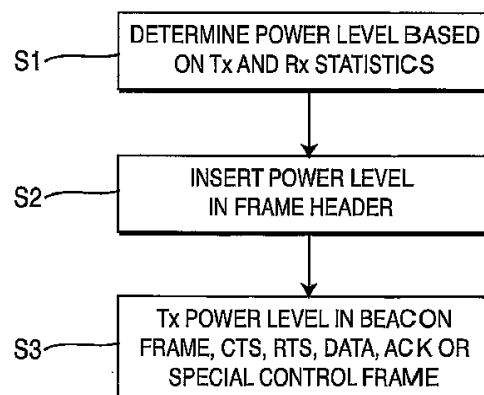 S1
DETERMINE POWER LEVEL BASED
ON Tx AND Rx STATISTICS
S2
INSERT POWER LEVEL
IN FRAME HEADER
S3
Tx POWER LEVEL IN BEACON
FRAME, CTS, RTS, DATA, ACK OR
SPECIAL CONTROL FRAME